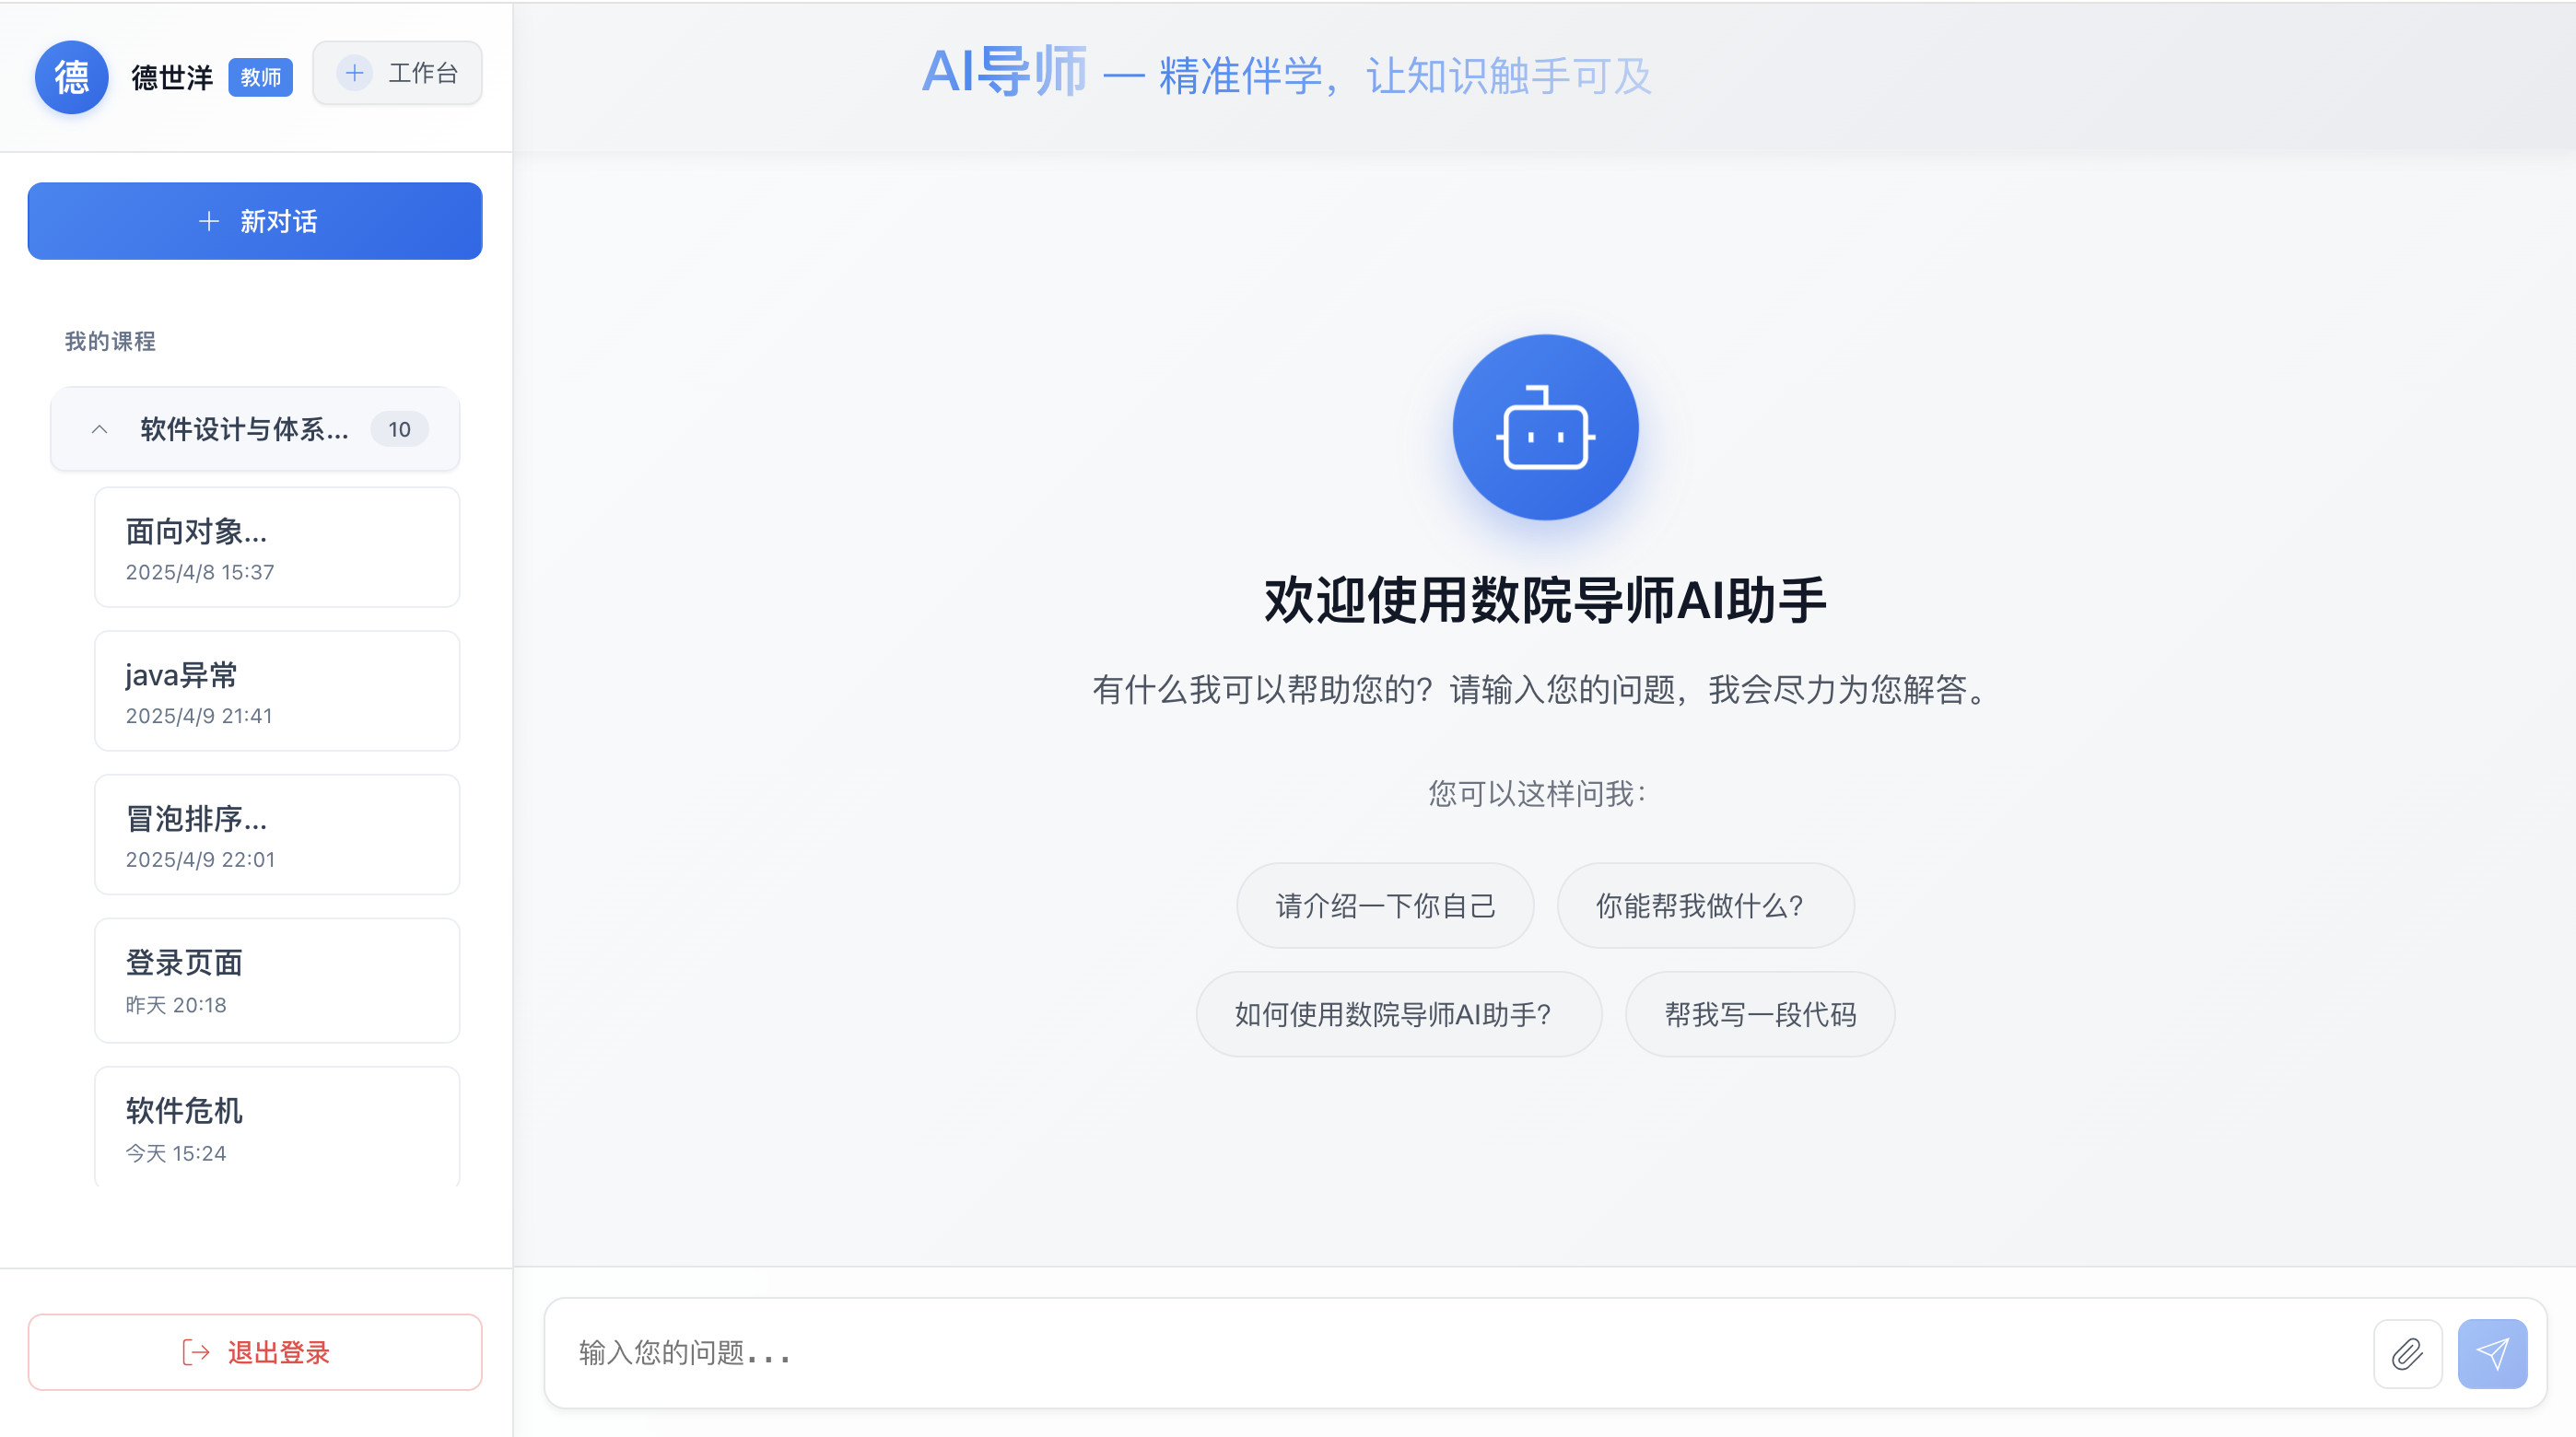 德 德世洋 教师 工作台
AI导师 — 精准伴学，让知识触手可及
新对话
我的课程
软件设计与体系... 10
面向对象...
2025/4/8 15:37
java异常
2025/4/9 21:41
冒泡排序...
2025/4/9 22:01
登录页面
昨天 20:18
软件危机
今天 15:24
退出登录
欢迎使用数院导师AI助手
有什么我可以帮助您的？请输入您的问题，我会尽力为您解答。
您可以这样问我：
请介绍一下你自己
你能帮我做什么？
如何使用数院导师AI助手？
帮我写一段代码
输入您的问题...